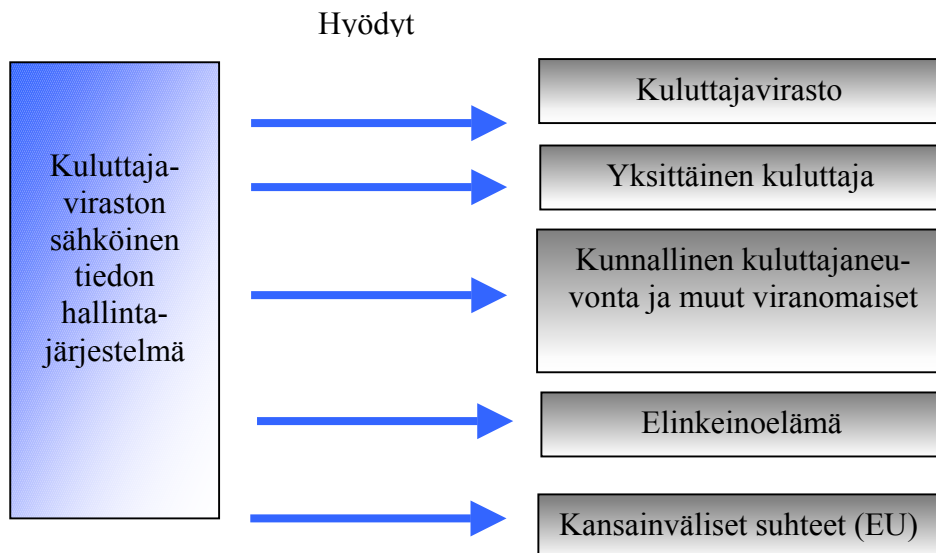 Hyödyt
Kuluttaja-
viraston
sähköinen
tiedon
hallinta-
järjestelmä
Kuluttajavirasto
Yksittäinen kuluttaja
Kunnallinen kuluttajaneu-
vonta ja muut viranomaiset
Elinkeinoelämä
Kansainväliset suhteet (EU)